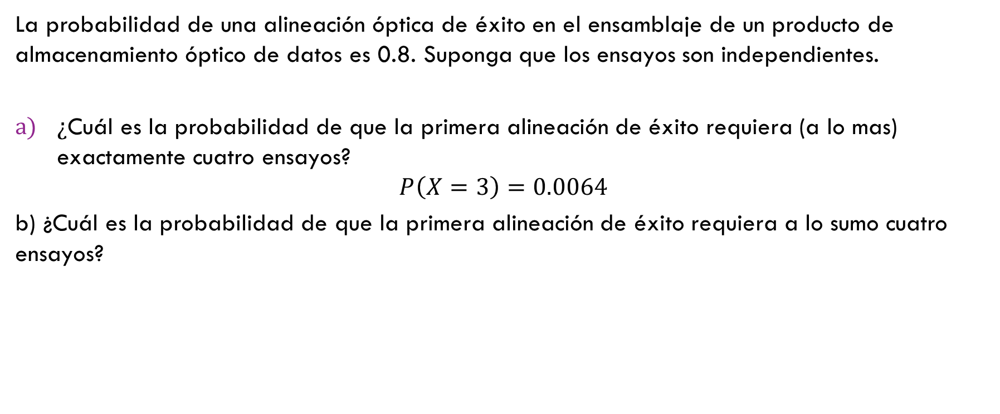 La probabilidad de una alineación óptica de éxito en el ensamblaje de un producto de
almacenamiento óptico de datos es 0.8. Suponga que los ensayos son independientes.
a) ¿Cuál es la probabilidad de que la primera alineación de éxito requiera (a lo mas)
exactamente cuatro ensayos?
P(X = 3) = 0.0064
b) ¿Cuál es la probabilidad de que la primera alineación de éxito requiera a lo sumo cuatro
ensayos?